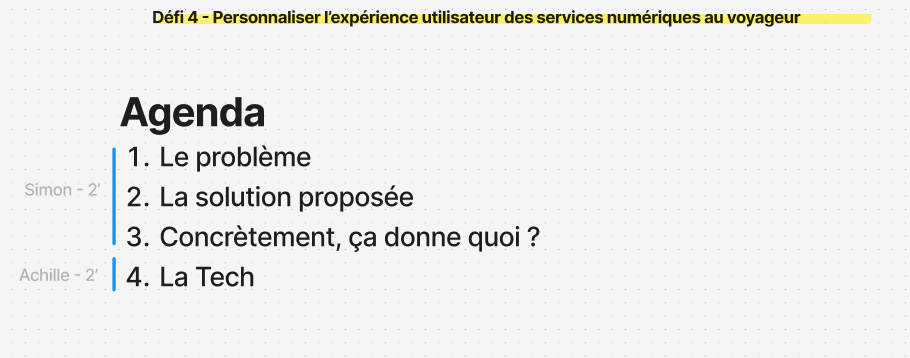 Défi 4 - Personnaliser l’expérience utilisateur des services numériques au voyageur
Agenda
1. Le problème
Simon - 2’
2. La solution proposée
3. Concrètement, ça donne quoi ?
Achille - 2’
4. La Tech